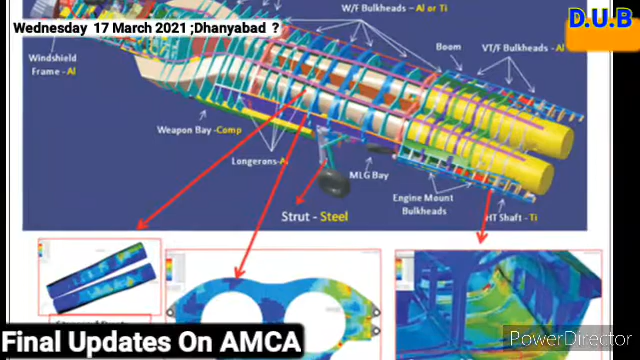 W/F Bulkheads - Al or Ti
D.U.B
Wednesday 17 March 2021 ;Dhanyabad ?
Boom
VT/F Bulkheads - Al
Windshield
Frame - Al
Weapon Bay -Comp
Longerons-Al
MLG Bay
Engine Mount
Bulkheads
Strut - Steel
HT Shaft - Ti
Final Updates On AMCA
PowerDirector